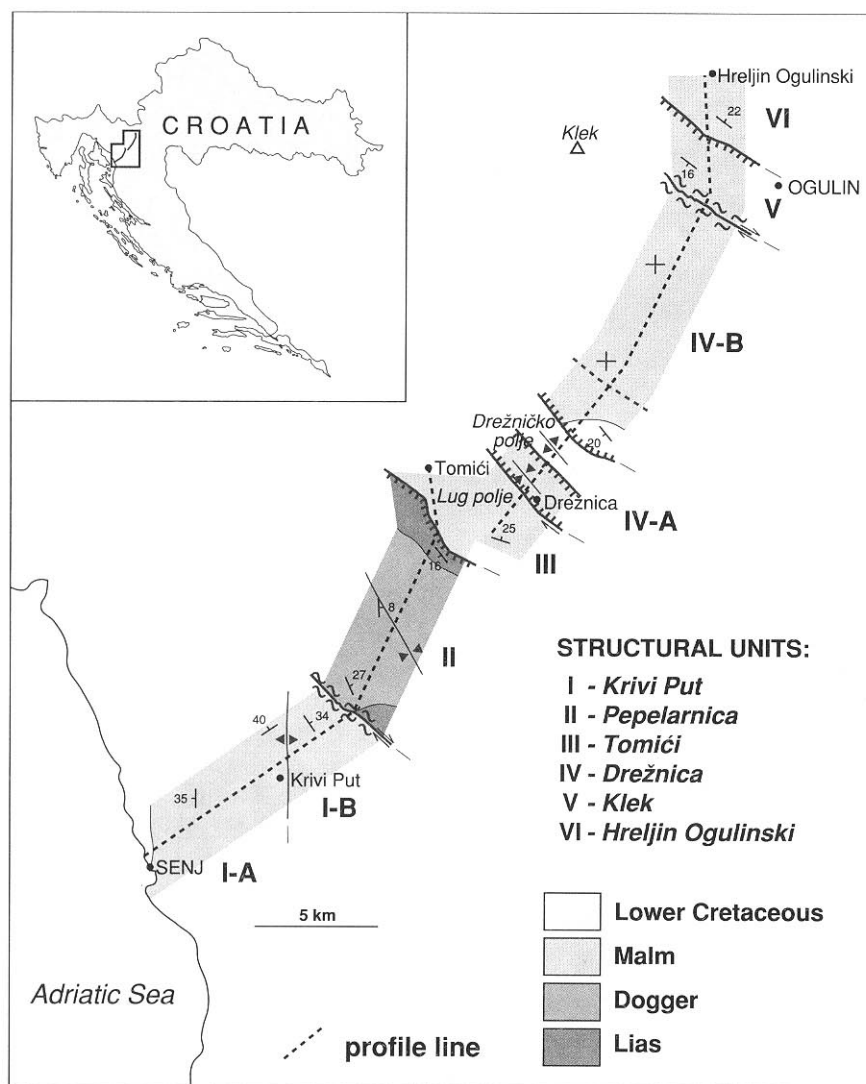 CROATIA
Hreljin Ogulinski
22
VI
Klek
16
OGULIN
V
IV-B
Drežničko
polje
20
Tomići
Lug polje
Drežnica
IV-A
25
III
16
8
II
27
40
34
Krivi Put
I-B
35
SENJ
I-A
5 km
Adriatic Sea
profile line
STRUCTURAL UNITS:
I - Krivi Put
II - Pepelarnica
III - Tomići
IV - Drežnica
V - Klek
VI - Hreljin Ogulinski
Lower Cretaceous
Malm
Dogger
Lias